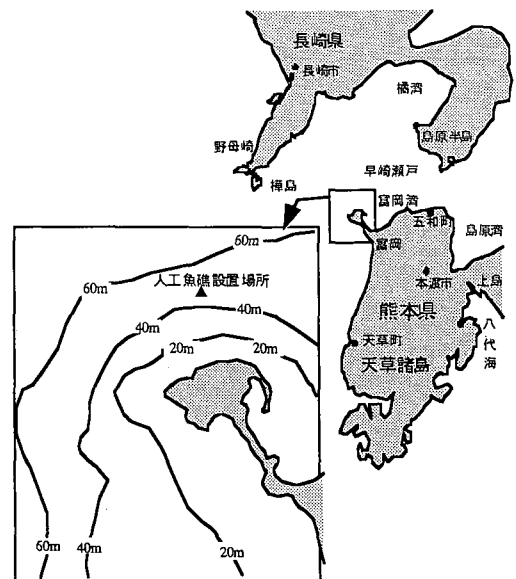 長崎県
長崎市
橘湾
島原半島
野母崎
樺島
早崎瀬戸
富岡湾
五和町
島原湾
富岡
本渡市
上島
熊本県
八代海
天草町
天草諸島
60m
60m
人工魚礁設置場所
40m
40m
20m
20m
60m
40m
20m